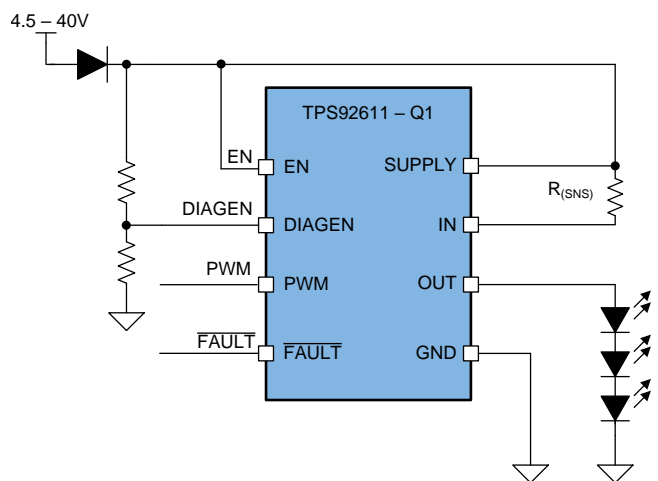 4.5 – 40V
TPS92611 – Q1
EN
EN
SUPPLY
R(SNS)
DIAGEN
DIAGEN
IN
PWM
PWM
OUT
FAULT
FAULT
GND